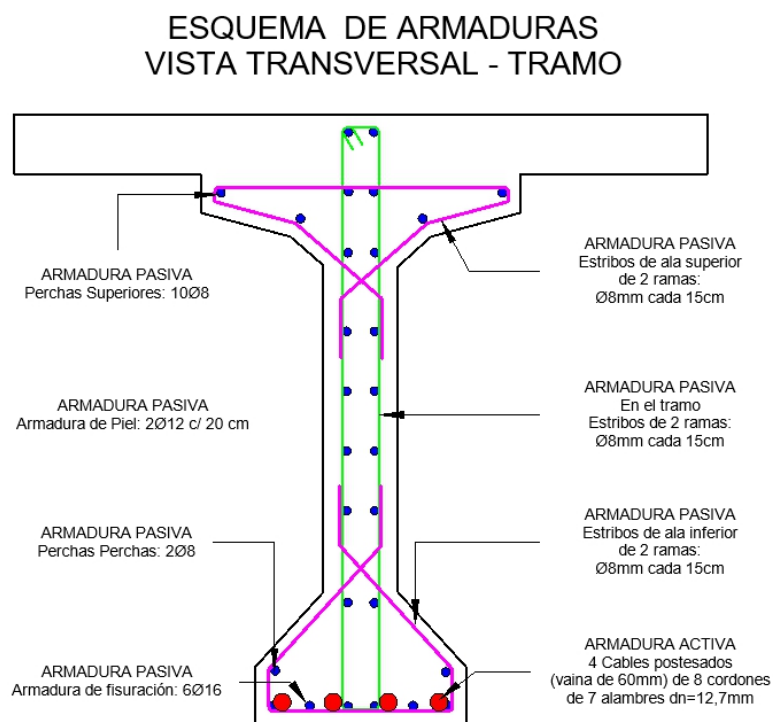 ESQUEMA DE ARMADURAS
VISTA TRANSVERSAL - TRAMO
ARMADURA PASIVA
Perchas Superiores: 10Ø8
ARMADURA PASIVA
Armadura de Piel: 2Ø12 c/ 20 cm
ARMADURA PASIVA
Perchas Perchas: 2Ø8
ARMADURA PASIVA
Armadura de fisuración: 6Ø16
ARMADURA PASIVA
Estribos de ala superior
de 2 ramas:
Ø8mm cada 15cm
ARMADURA PASIVA
En el tramo
Estribos de 2 ramas:
Ø8mm cada 15cm
ARMADURA PASIVA
Estribos de ala inferior
de 2 ramas:
Ø8mm cada 15cm
ARMADURA ACTIVA
4 Cables postesados
(vaina de 60mm) de 8 cordones
de 7 alambres dn=12,7mm